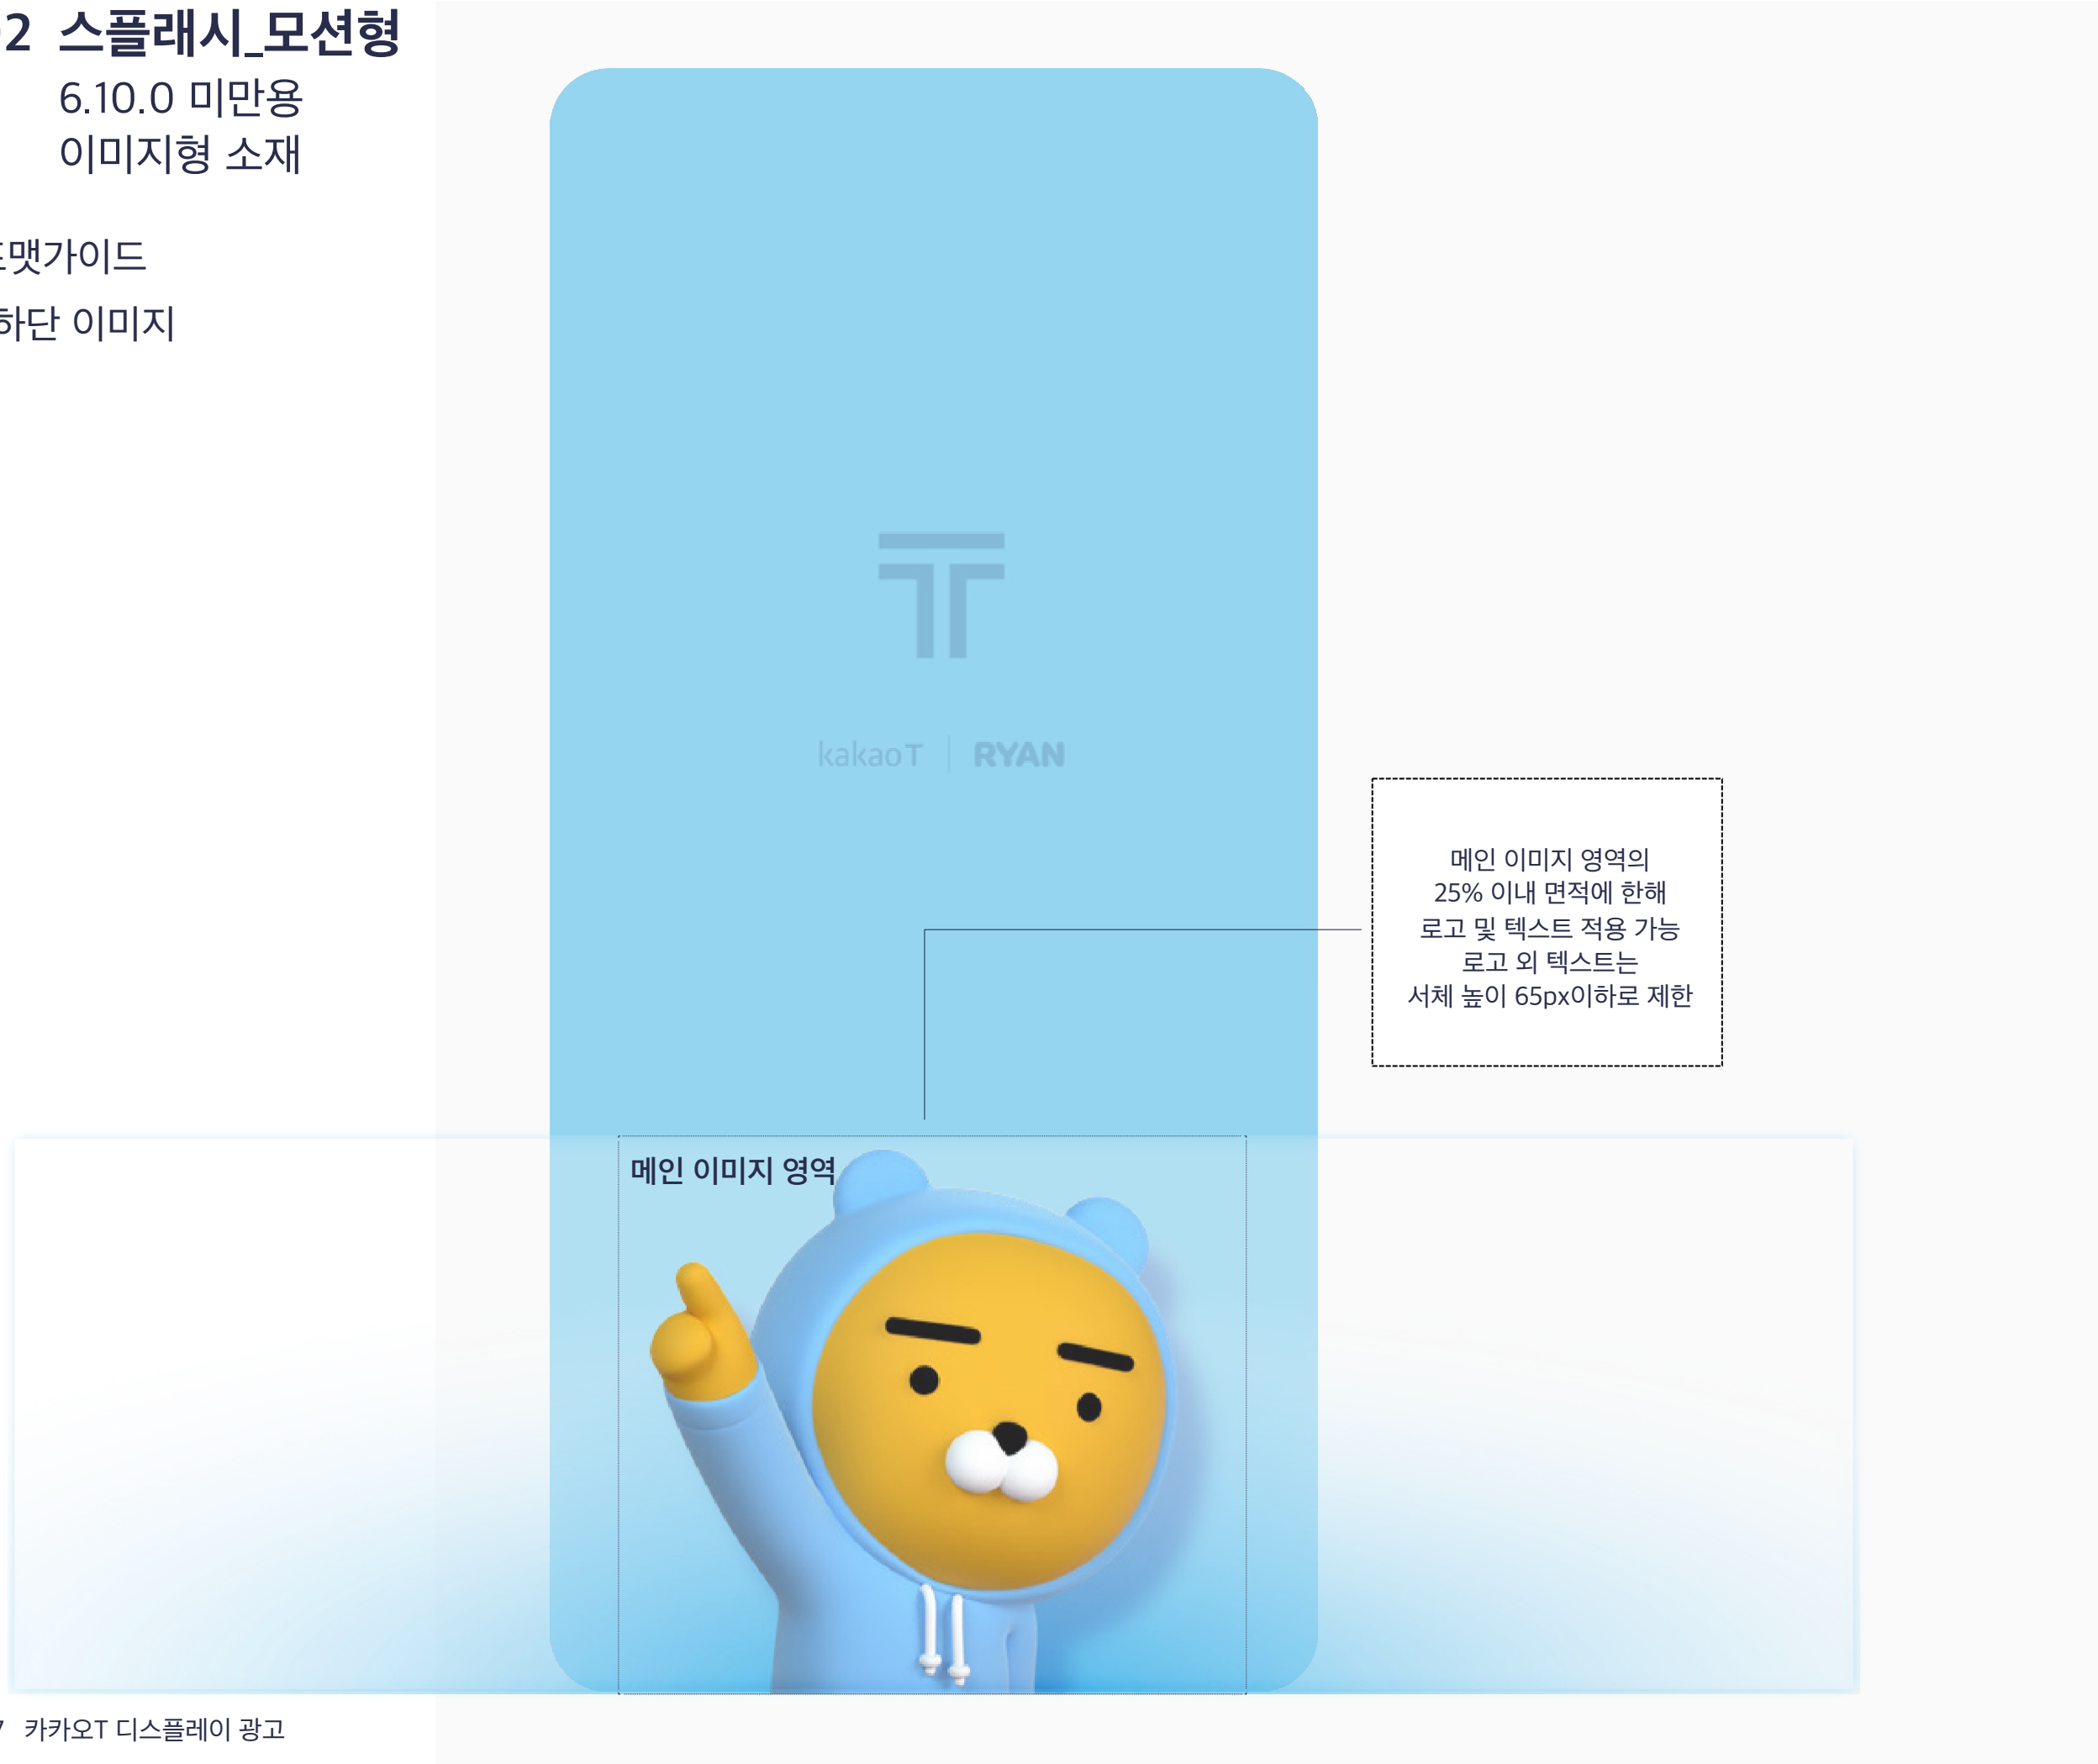 2 스플래시_모션형
6.10.0 미만용
이미지형 소재
맷가이드
하단 이미지
T
kakao T | RYAN
메인 이미지 영역의
25% 이내 면적에 한해
로고 및 텍스트 적용 가능
로고 외 텍스트는
서체 높이 65px이하로 제한
메인 이미지 영역
카카오T 디스플레이 광고